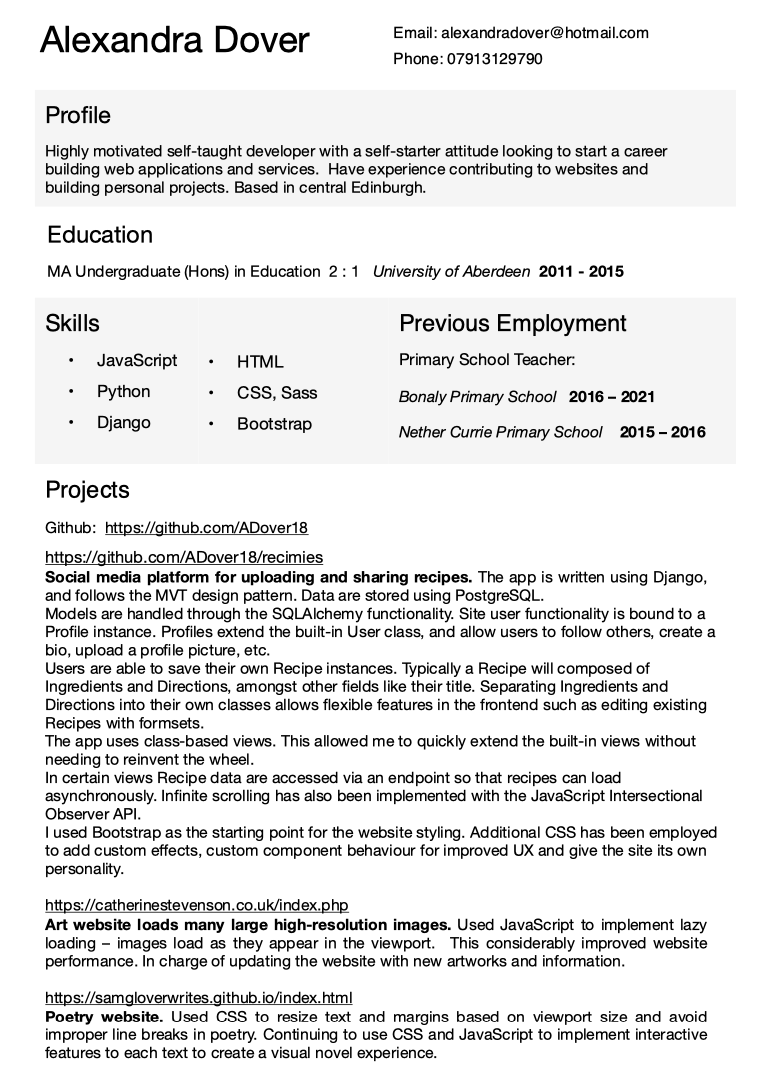 Alexandra Dover
Email: alexandradover@hotmail.com
Phone: 07913129790
Profile
Highly motivated self-taught developer with a self-starter attitude looking to start a career
building web applications and services.  Have experience contributing to websites and
building personal projects. Based in central Edinburgh.
Education
MA Undergraduate (Hons) in Education  2 : 1   University of Aberdeen  2011 - 2015
Skills
• JavaScript
• Python
• Django
• HTML
• CSS, Sass
• Bootstrap
Previous Employment
Primary School Teacher:
Bonaly Primary School   2016 – 2021
Nether Currie Primary School    2015 – 2016
Projects
Github:  https://github.com/ADover18
https://github.com/ADover18/recimies
Social media platform for uploading and sharing recipes. The app is written using Django,
and follows the MVT design pattern. Data are stored using PostgreSQL.
Models are handled through the SQLAlchemy functionality. Site user functionality is bound to a
Profile instance. Profiles extend the built-in User class, and allow users to follow others, create a
bio, upload a profile picture, etc.
Users are able to save their own Recipe instances. Typically a Recipe will composed of
Ingredients and Directions, amongst other fields like their title. Separating Ingredients and
Directions into their own classes allows flexible features in the frontend such as editing existing
Recipes with formsets.
The app uses class-based views. This allowed me to quickly extend the built-in views without
needing to reinvent the wheel.
In certain views Recipe data are accessed via an endpoint so that recipes can load
asynchronously. Infinite scrolling has also been implemented with the JavaScript Intersectional
Observer API.
I used Bootstrap as the starting point for the website styling. Additional CSS has been employed
to add custom effects, custom component behaviour for improved UX and give the site its own
personality.
https://catherinestevenson.co.uk/index.php
Art website loads many large high-resolution images. Used JavaScript to implement lazy
loading – images load as they appear in the viewport.  This considerably improved website
performance. In charge of updating the website with new artworks and information.
https://samgloverwrites.github.io/index.html
Poetry website. Used CSS to resize text and margins based on viewport size and avoid
improper line breaks in poetry. Continuing to use CSS and JavaScript to implement interactive
features to each text to create a visual novel experience.